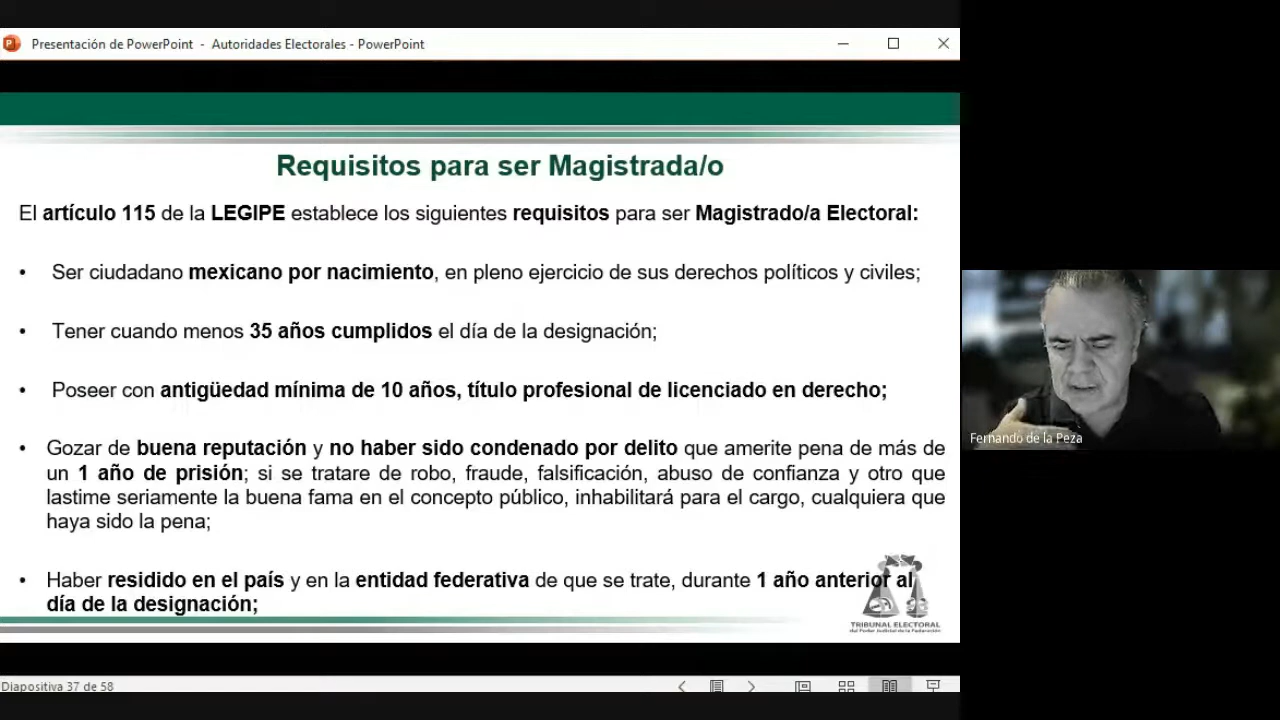 Presentación de PowerPoint - Autoridades Electorales - PowerPoint
Requisitos para ser Magistrada/o
El artículo 115 de la LEGIPE establece los siguientes requisitos para ser Magistrado/a Electoral:
• Ser ciudadano mexicano por nacimiento, en pleno ejercicio de sus derechos políticos y civiles;
• Tener cuando menos 35 años cumplidos el día de la designación;
• Poseer con antigüedad mínima de 10 años, título profesional de licenciado en derecho;
• Gozar de buena reputación y no haber sido condenado por delito que amerite pena de más de
un 1 año de prisión; si se tratare de robo, fraude, falsificación, abuso de confianza y otro que
lastime seriamente la buena fama en el concepto público, inhabilitará para el cargo, cualquiera que
haya sido la pena;
• Haber residido en el país y en la entidad federativa de que se trate, durante 1 año anterior al
día de la designación;
TRIBUNAL ELECTORAL
del Poder Judicial de la Federación
Diapositiva 37 de 58
Fernando de la Peza